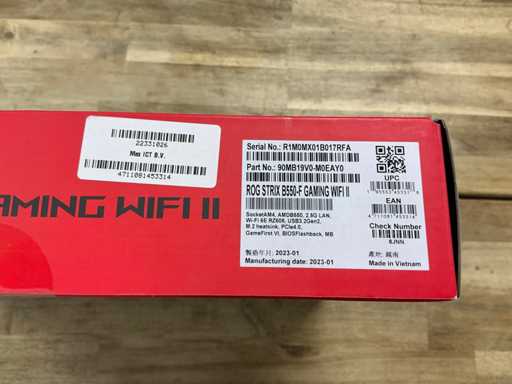 22331026
Max ICT B.V.
4711081453314
GAMING WIFI II
Serial No.: R1M0MX01B017RFA
Part No.: 90MB19V0-M0EAY0
ROG STRIX B550-F GAMING WIFI II
SocketAM4, AMDB550, 2.5G LAN,
Wi-Fi 6E RZ608, USB3.2Gen2,
M.2 heatsink, PCIe4.0,
GameFirst VI, BIOSFlashback, MB
製造年月: 2023-01
Manufacturing date: 2023-01
UPC
EAN
4711081453314
Check Number
8JNN
產地: 越南
Made in Vietnam